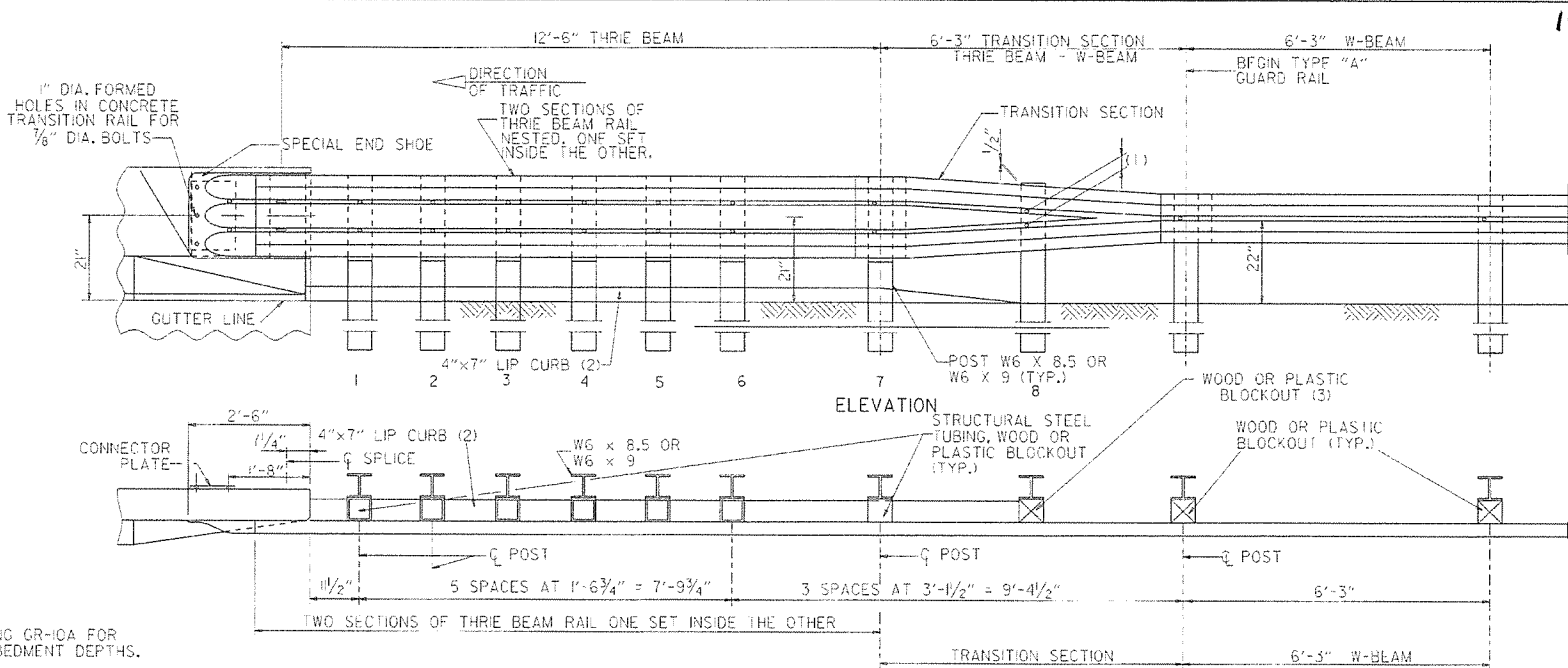 1
12'-6" THRIE BEAM
6'-3" TRANSITION SECTION
THRIE BEAM - W-BEAM
6'-3" W-BEAM
BEGIN TYPE "A"
GUARD RAIL
DIRECTION
OF TRAFFIC
1" DIA. FORMED
HOLES IN CONCRETE
TRANSITION RAIL FOR
7/8" DIA. BOLTS
SPECIAL END SHOE
TWO SECTIONS OF
THRIE BEAM RAIL
NESTED. ONE SET
INSIDE THE OTHER.
TRANSITION SECTION
1/2"
(1)
21"
21"
22"
GUTTER LINE
4"x7" LIP CURB (2)
POST W6 X 8.5 OR
W6 X 9 (TYP.)
1 2 3 4 5 6 7 8
ELEVATION
WOOD OR PLASTIC
BLOCKOUT (3)
2'-6"
7 1/4"
4"x7" LIP CURB (2)
CONNECTOR
PLATE
1'-8"
℄ SPLICE
W6 x 8.5 OR
W6 x 9
STRUCTURAL STEEL
TUBING, WOOD OR
PLASTIC BLOCKOUT
(TYP.)
WOOD OR PLASTIC
BLOCKOUT (TYP.)
℄ POST
℄ POST
℄ POST
11 1/2"
5 SPACES AT 1'-6 3/4" = 7'-9 3/4"
3 SPACES AT 3'-1 1/2" = 9'-4 1/2"
6'-3"
TWO SECTIONS OF THRIE BEAM RAIL ONE SET INSIDE THE OTHER
NG GR-10A FOR
BEDMENT DEPTHS.
TRANSITION SECTION
6'-3" W-BEAM